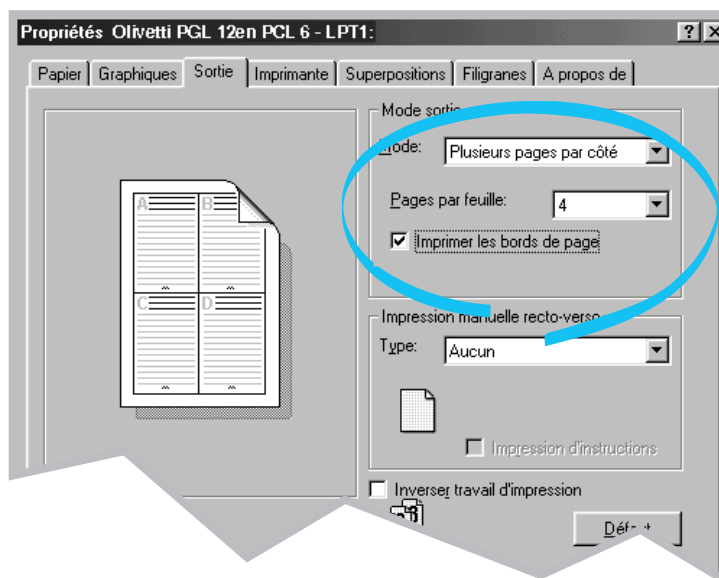 Propriétés Olivetti PGL 12en PCL 6 - LPT1:
Papier Graphiques Sortie Imprimante Superpositions Filigranes A propos de
Mode sortie
Mode: Plusieurs pages par côté
Pages par feuille: 4
Imprimer les bords de page
A B
C D
Impression manuelle recto-verso
Type: Aucun
Impression d'instructions
Inverser travail d'impression